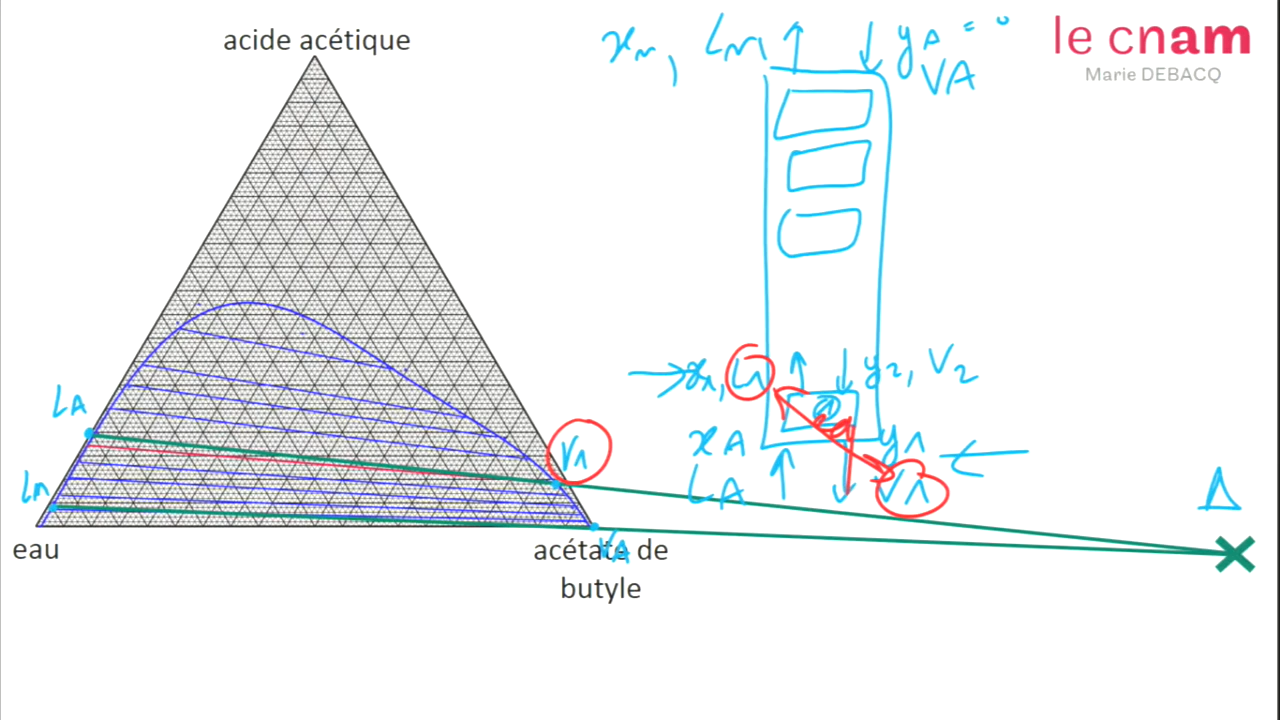 acide acétique
xn, Ln
yA = 0
VA
le cnam
Marie DEBACQ
x1, L1
y2, V2
LA
xA
y1
LA
V1
V1
Ln
Δ
eau
acétate de
butyle
VA